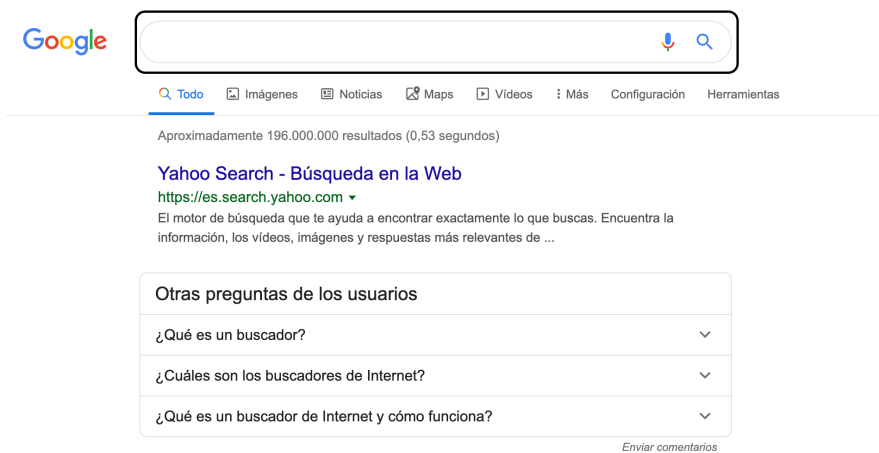 Google
Todo Imágenes Noticias Maps Vídeos Más Configuración Herramientas
Aproximadamente 196.000.000 resultados (0,53 segundos)
Yahoo Search - Búsqueda en la Web
https://es.search.yahoo.com
El motor de búsqueda que te ayuda a encontrar exactamente lo que buscas. Encuentra la
información, los vídeos, imágenes y respuestas más relevantes de ...
Otras preguntas de los usuarios
¿Qué es un buscador?
¿Cuáles son los buscadores de Internet?
¿Qué es un buscador de Internet y cómo funciona?
Enviar comentarios